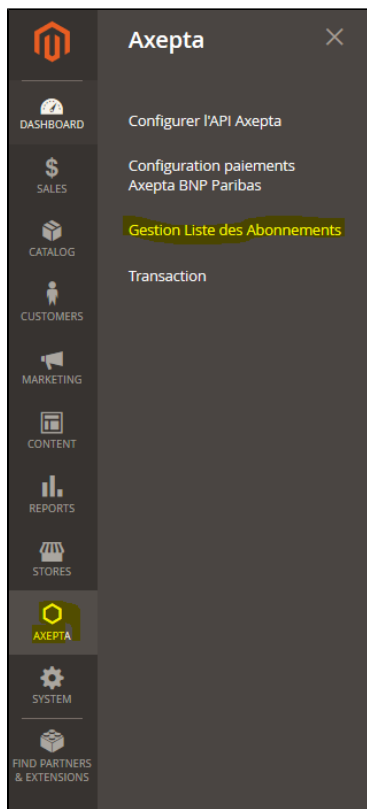 Axepta
DASHBOARD
Configurer l'API Axepta
$
SALES
Configuration paiements
Axepta BNP Paribas
CATALOG
Gestion Liste des Abonnements
Transaction
CUSTOMERS
MARKETING
CONTENT
REPORTS
STORES
AXEPTA
SYSTEM
FIND PARTNERS
& EXTENSIONS